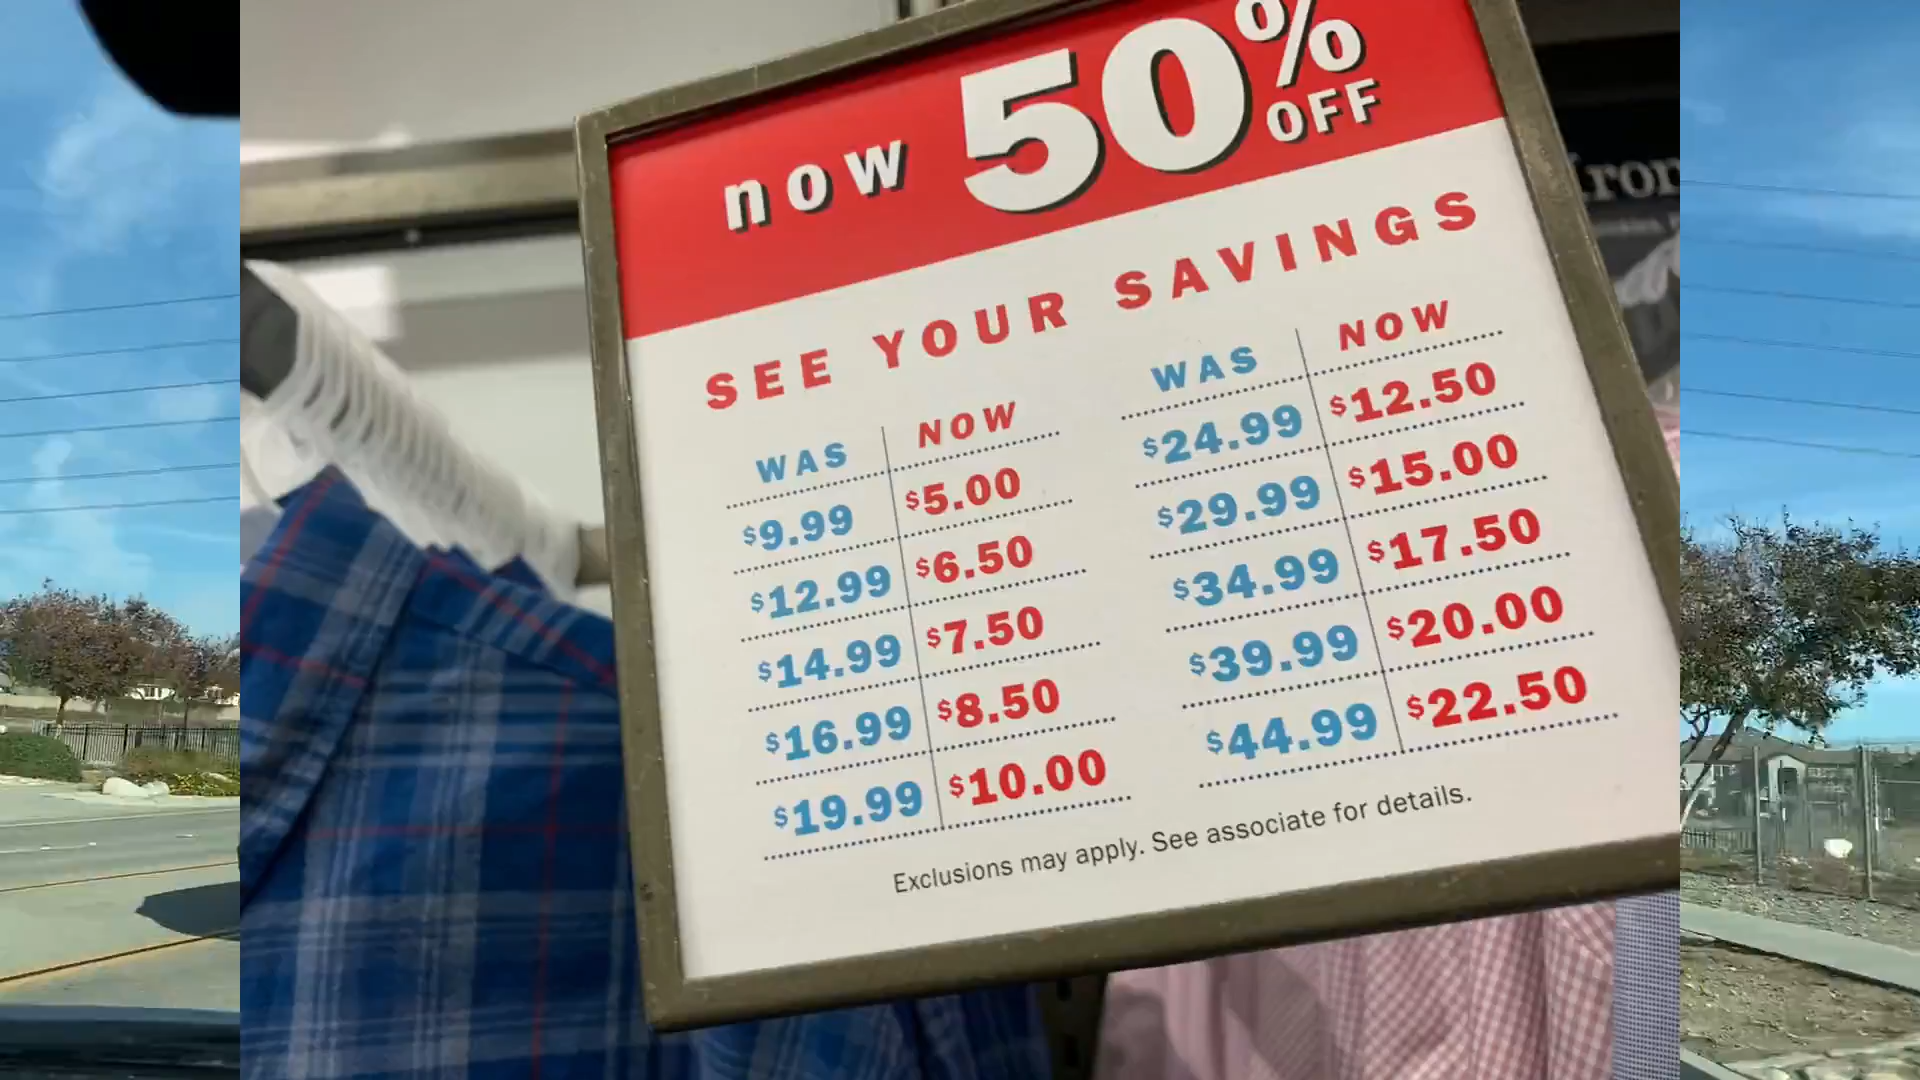 now 50% OFF
SEE YOUR SAVINGS
WAS NOW
$9.99 $5.00
$12.99 $6.50
$14.99 $7.50
$16.99 $8.50
$19.99 $10.00
WAS NOW
$24.99 $12.50
$29.99 $15.00
$34.99 $17.50
$39.99 $20.00
$44.99 $22.50
Exclusions may apply. See associate for details.